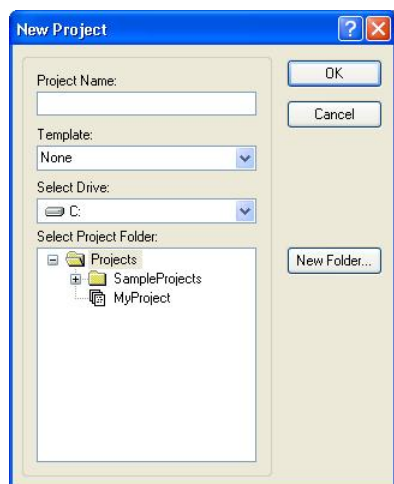 New Project
Project Name:
OK
Cancel
Template:
None
Select Drive:
C:
Select Project Folder:
Projects
SampleProjects
MyProject
New Folder...